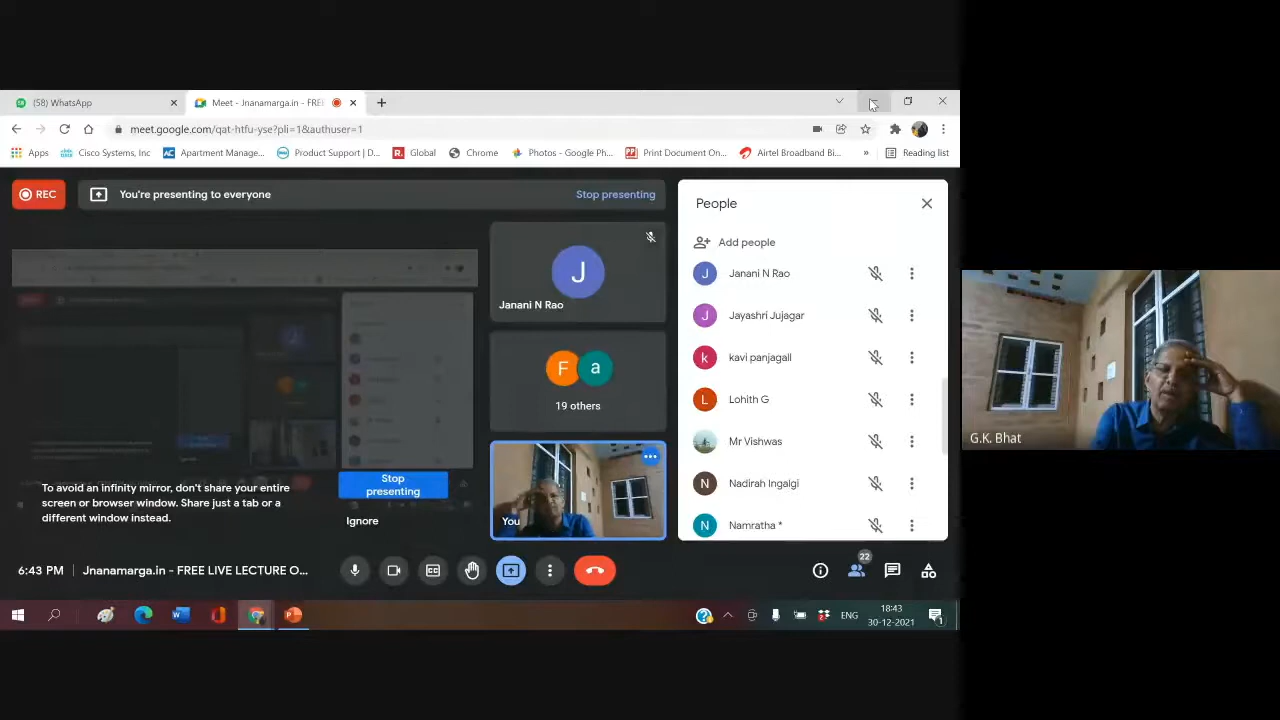 (58) WhatsApp
Meet - Jnanamarga.in - FREE
meet.google.com/qat-htfu-yse?pli=1&authuser=1
Apps
Cisco Systems, Inc
Apartment Manage...
Product Support | D...
Global
Chrome
Photos - Google Ph...
Print Document On...
Airtel Broadband Bi...
»
Reading list
REC
You're presenting to everyone
Stop presenting
J
Janani N Rao
F
a
19 others
To avoid an infinity mirror, don't share your entire
screen or browser window. Share just a tab or a
different window instead.
Stop
presenting
Ignore
You
People
Add people
J Janani N Rao
J Jayashri Jujagar
k kavi panjagall
L Lohith G
Mr Vishwas
N Nadirah Ingalgi
N Namratha *
G.K. Bhat
6:43 PM | Jnanamarga.in - FREE LIVE LECTURE O...
22
ENG
18:43
30-12-2021